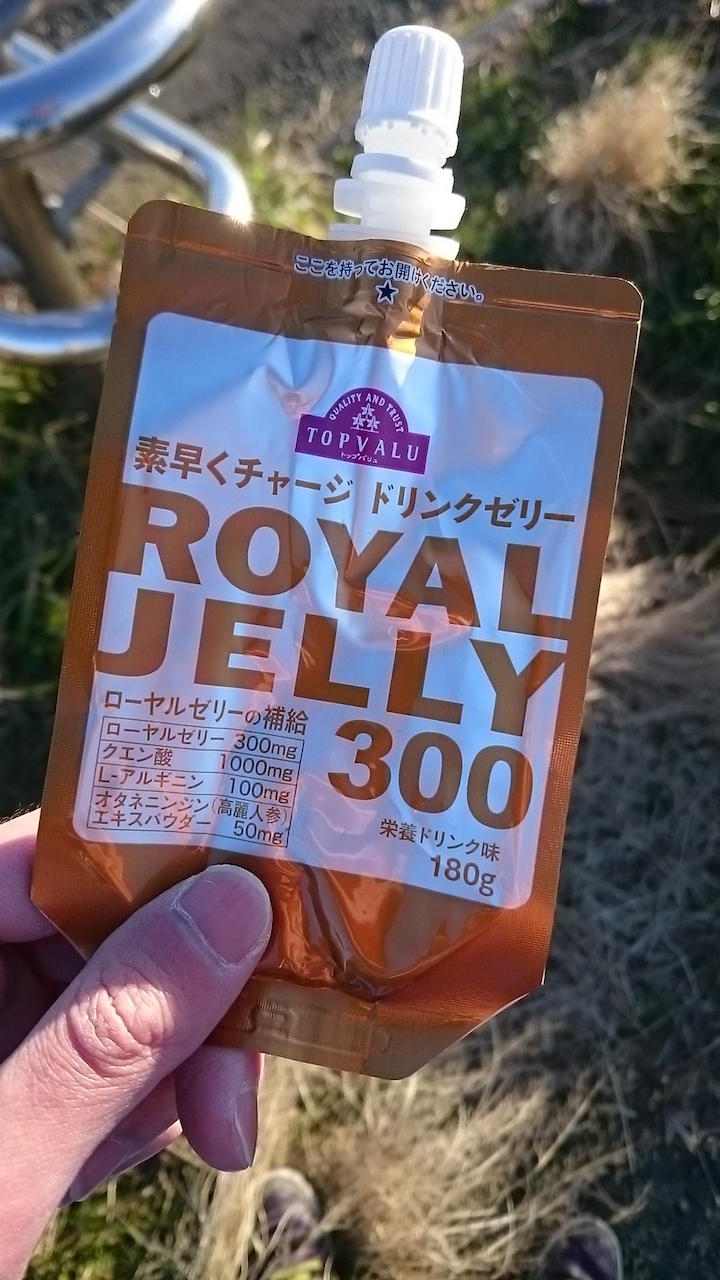 ここを持ってお開けください。
QUALITY AND TRUST
TOPVALU
トップバリュ
素早くチャージ ドリンクゼリー
ROYAL
JELLY
300
ローヤルゼリーの補給
ローヤルゼリー 300mg
クエン酸 1000mg
L-アルギニン 100mg
オタネニンジン(高麗人参)
エキスパウダー 50mg
栄養ドリンク味
180g